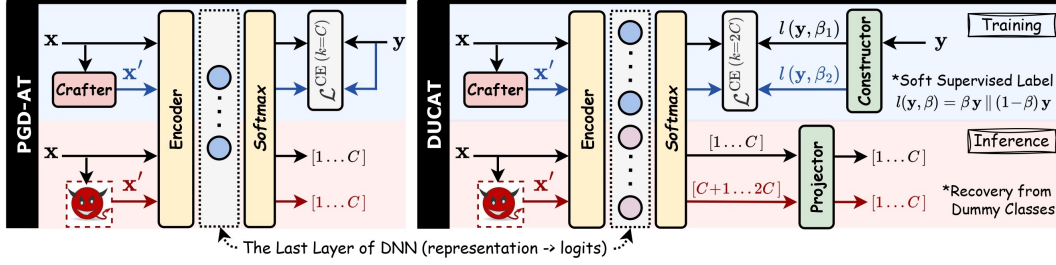 PGD-AT
x
x′
Crafter
Encoder
Softmax
ℒ^CE (k=C)
y
x
x′
[1...C]
[1...C]
DUCAT
x
x′
Crafter
Encoder
Softmax
ℒ^CE (k=2C)
l (y, β₁)
l (y, β₂)
Constructor
y
Training
*Soft Supervised Label
l(y, β) = β y ∥ (1−β) y
x
x′
[1...C]
[C+1...2C]
Projector
[1...C]
[1...C]
Inference
*Recovery from
Dummy Classes
The Last Layer of DNN (representation -> logits)